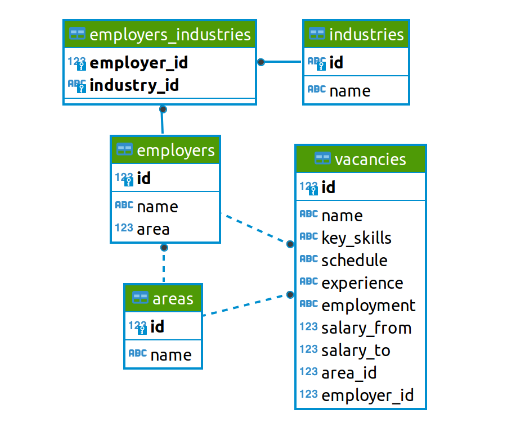 employers_industries
123 employer_id
ABC industry_id
industries
ABC id
ABC name
employers
123 id
ABC name
123 area
vacancies
123 id
ABC name
ABC key_skills
ABC schedule
ABC experience
ABC employment
123 salary_from
123 salary_to
123 area_id
123 employer_id
areas
123 id
ABC name